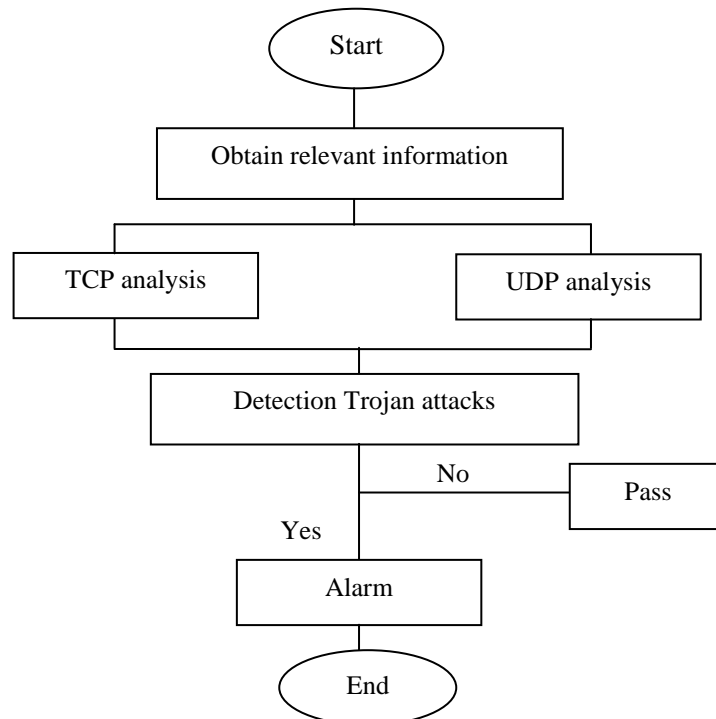 Start
Obtain relevant information
TCP analysis
UDP analysis
Detection Trojan attacks
No
Pass
Yes
Alarm
End